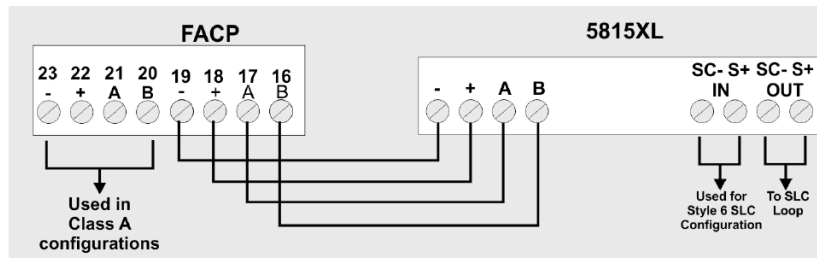 FACP
5815XL
23 22 21 20 19 18 17 16
- + A B - + A B
- + A B
SC- S+ SC- S+
IN OUT
Used in
Class A
configurations
Used for
Style 6 SLC
Configuration
To SLC
Loop